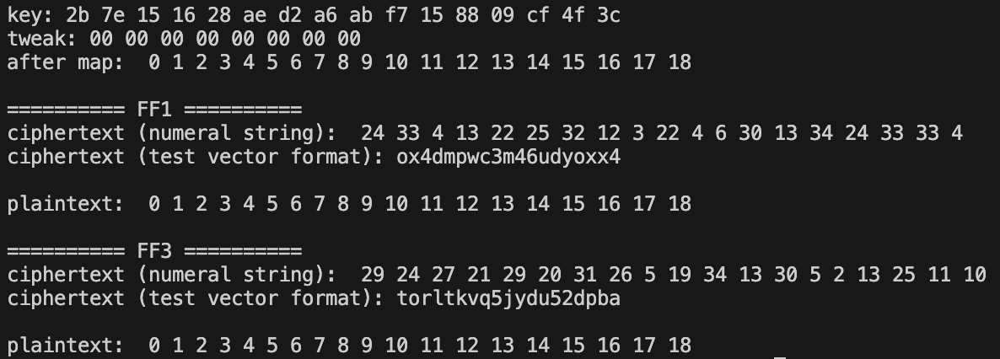 key: 2b 7e 15 16 28 ae d2 a6 ab f7 15 88 09 cf 4f 3c
tweak: 00 00 00 00 00 00 00 00
after map:  0 1 2 3 4 5 6 7 8 9 10 11 12 13 14 15 16 17 18
========== FF1 ==========
ciphertext (numeral string):  24 33 4 13 22 25 32 12 3 22 4 6 30 13 34 24 33 33 4
ciphertext (test vector format): ox4dmpwc3m46udyoxx4
plaintext:  0 1 2 3 4 5 6 7 8 9 10 11 12 13 14 15 16 17 18
========== FF3 ==========
ciphertext (numeral string):  29 24 27 21 29 20 31 26 5 19 34 13 30 5 2 13 25 11 10
ciphertext (test vector format): torltkvq5jydu52dpba
plaintext:  0 1 2 3 4 5 6 7 8 9 10 11 12 13 14 15 16 17 18